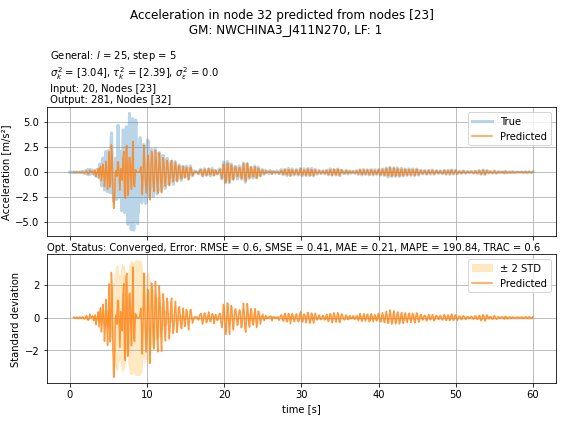 Acceleration in node 32 predicted from nodes [23]
GM: NWCHINA3_J411N270, LF: 1
General: l = 25, step = 5
σ²_k = [3.04], τ²_k = [2.39], σ²_ε = 0.0
Input: 20, Nodes [23]
Output: 281, Nodes [32]
Acceleration [m/s²]
5.0
2.5
0.0
−2.5
−5.0
True
Predicted
Opt. Status: Converged, Error: RMSE = 0.6, SMSE = 0.41, MAE = 0.21, MAPE = 190.84, TRAC = 0.6
Standard deviation
2
0
−2
± 2 STD
Predicted
0 10 20 30 40 50 60
time [s]